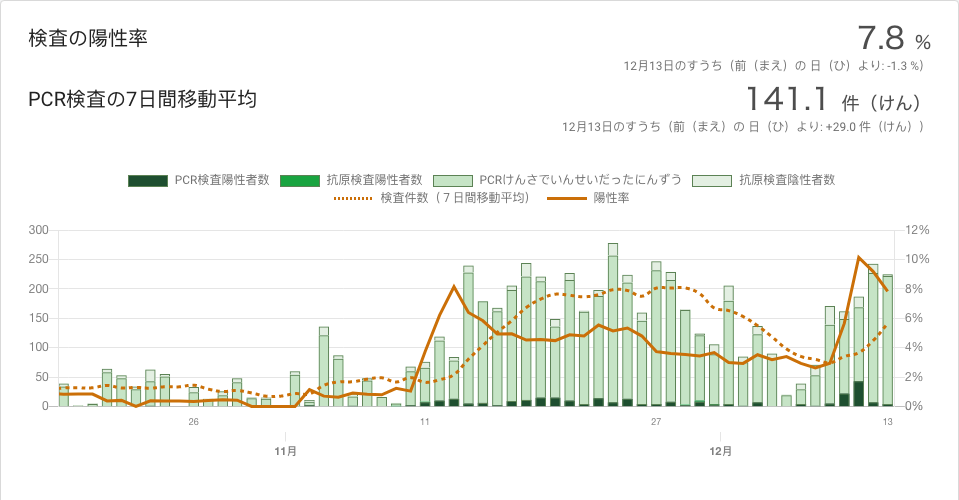 検査の陽性率
7.8 %
12月13日のすうち（前（まえ）の 日（ひ）より: -1.3 %）
PCR検査の7日間移動平均
141.1 件（けん）
12月13日のすうち（前（まえ）の 日（ひ）より: +29.0 件（けん））
PCR検査陽性者数 抗原検査陽性者数 PCRけんさでいんせいだったにんずう 抗原検査陰性者数
検査件数（７日間移動平均） 陽性率
300 12%
250 10%
200 8%
150 6%
100 4%
50 2%
0 0%
26 11 27 13
11月 12月